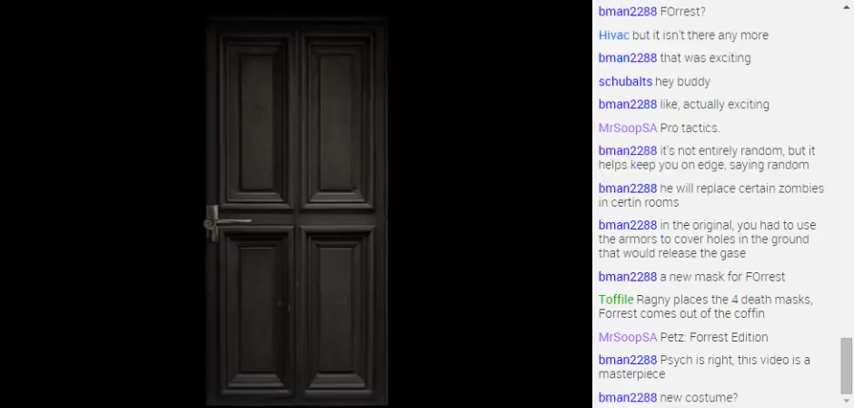 bman2288 FOrrest?
Hivac but it isn't there any more
bman2288 that was exciting
schubalts hey buddy
bman2288 like, actually exciting
MrSoopSA Pro tactics.
bman2288 it's not entirely random, but it
helps keep you on edge, saying random
bman2288 he will replace certain zombies
in certin rooms
bman2288 in the original, you had to use
the armors to cover holes in the ground
that would release the gase
bman2288 a new mask for FOrrest
Toffile Ragny places the 4 death masks,
Forrest comes out of the coffin
MrSoopSA Petz: Forrest Edition
bman2288 Psych is right, this video is a
masterpiece
bman2288 new costume?